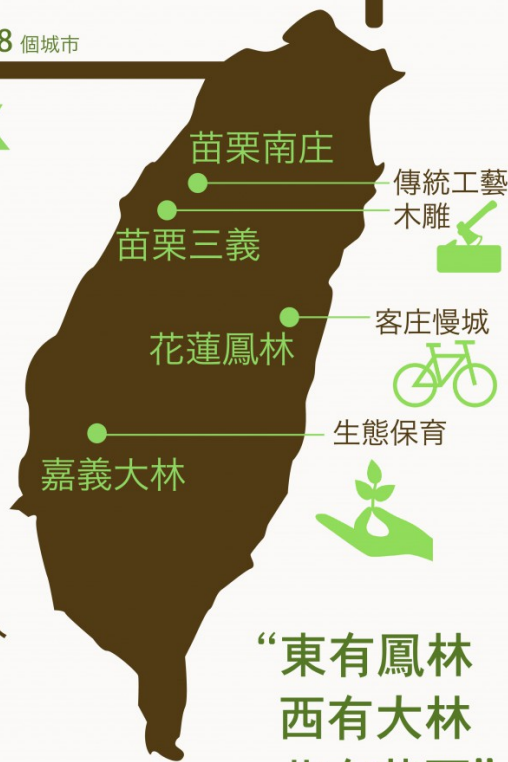 8 個城市
苗栗南庄
傳統工藝
木雕
苗栗三義
客庄慢城
花蓮鳳林
生態保育
嘉義大林
“東有鳳林
西有大林